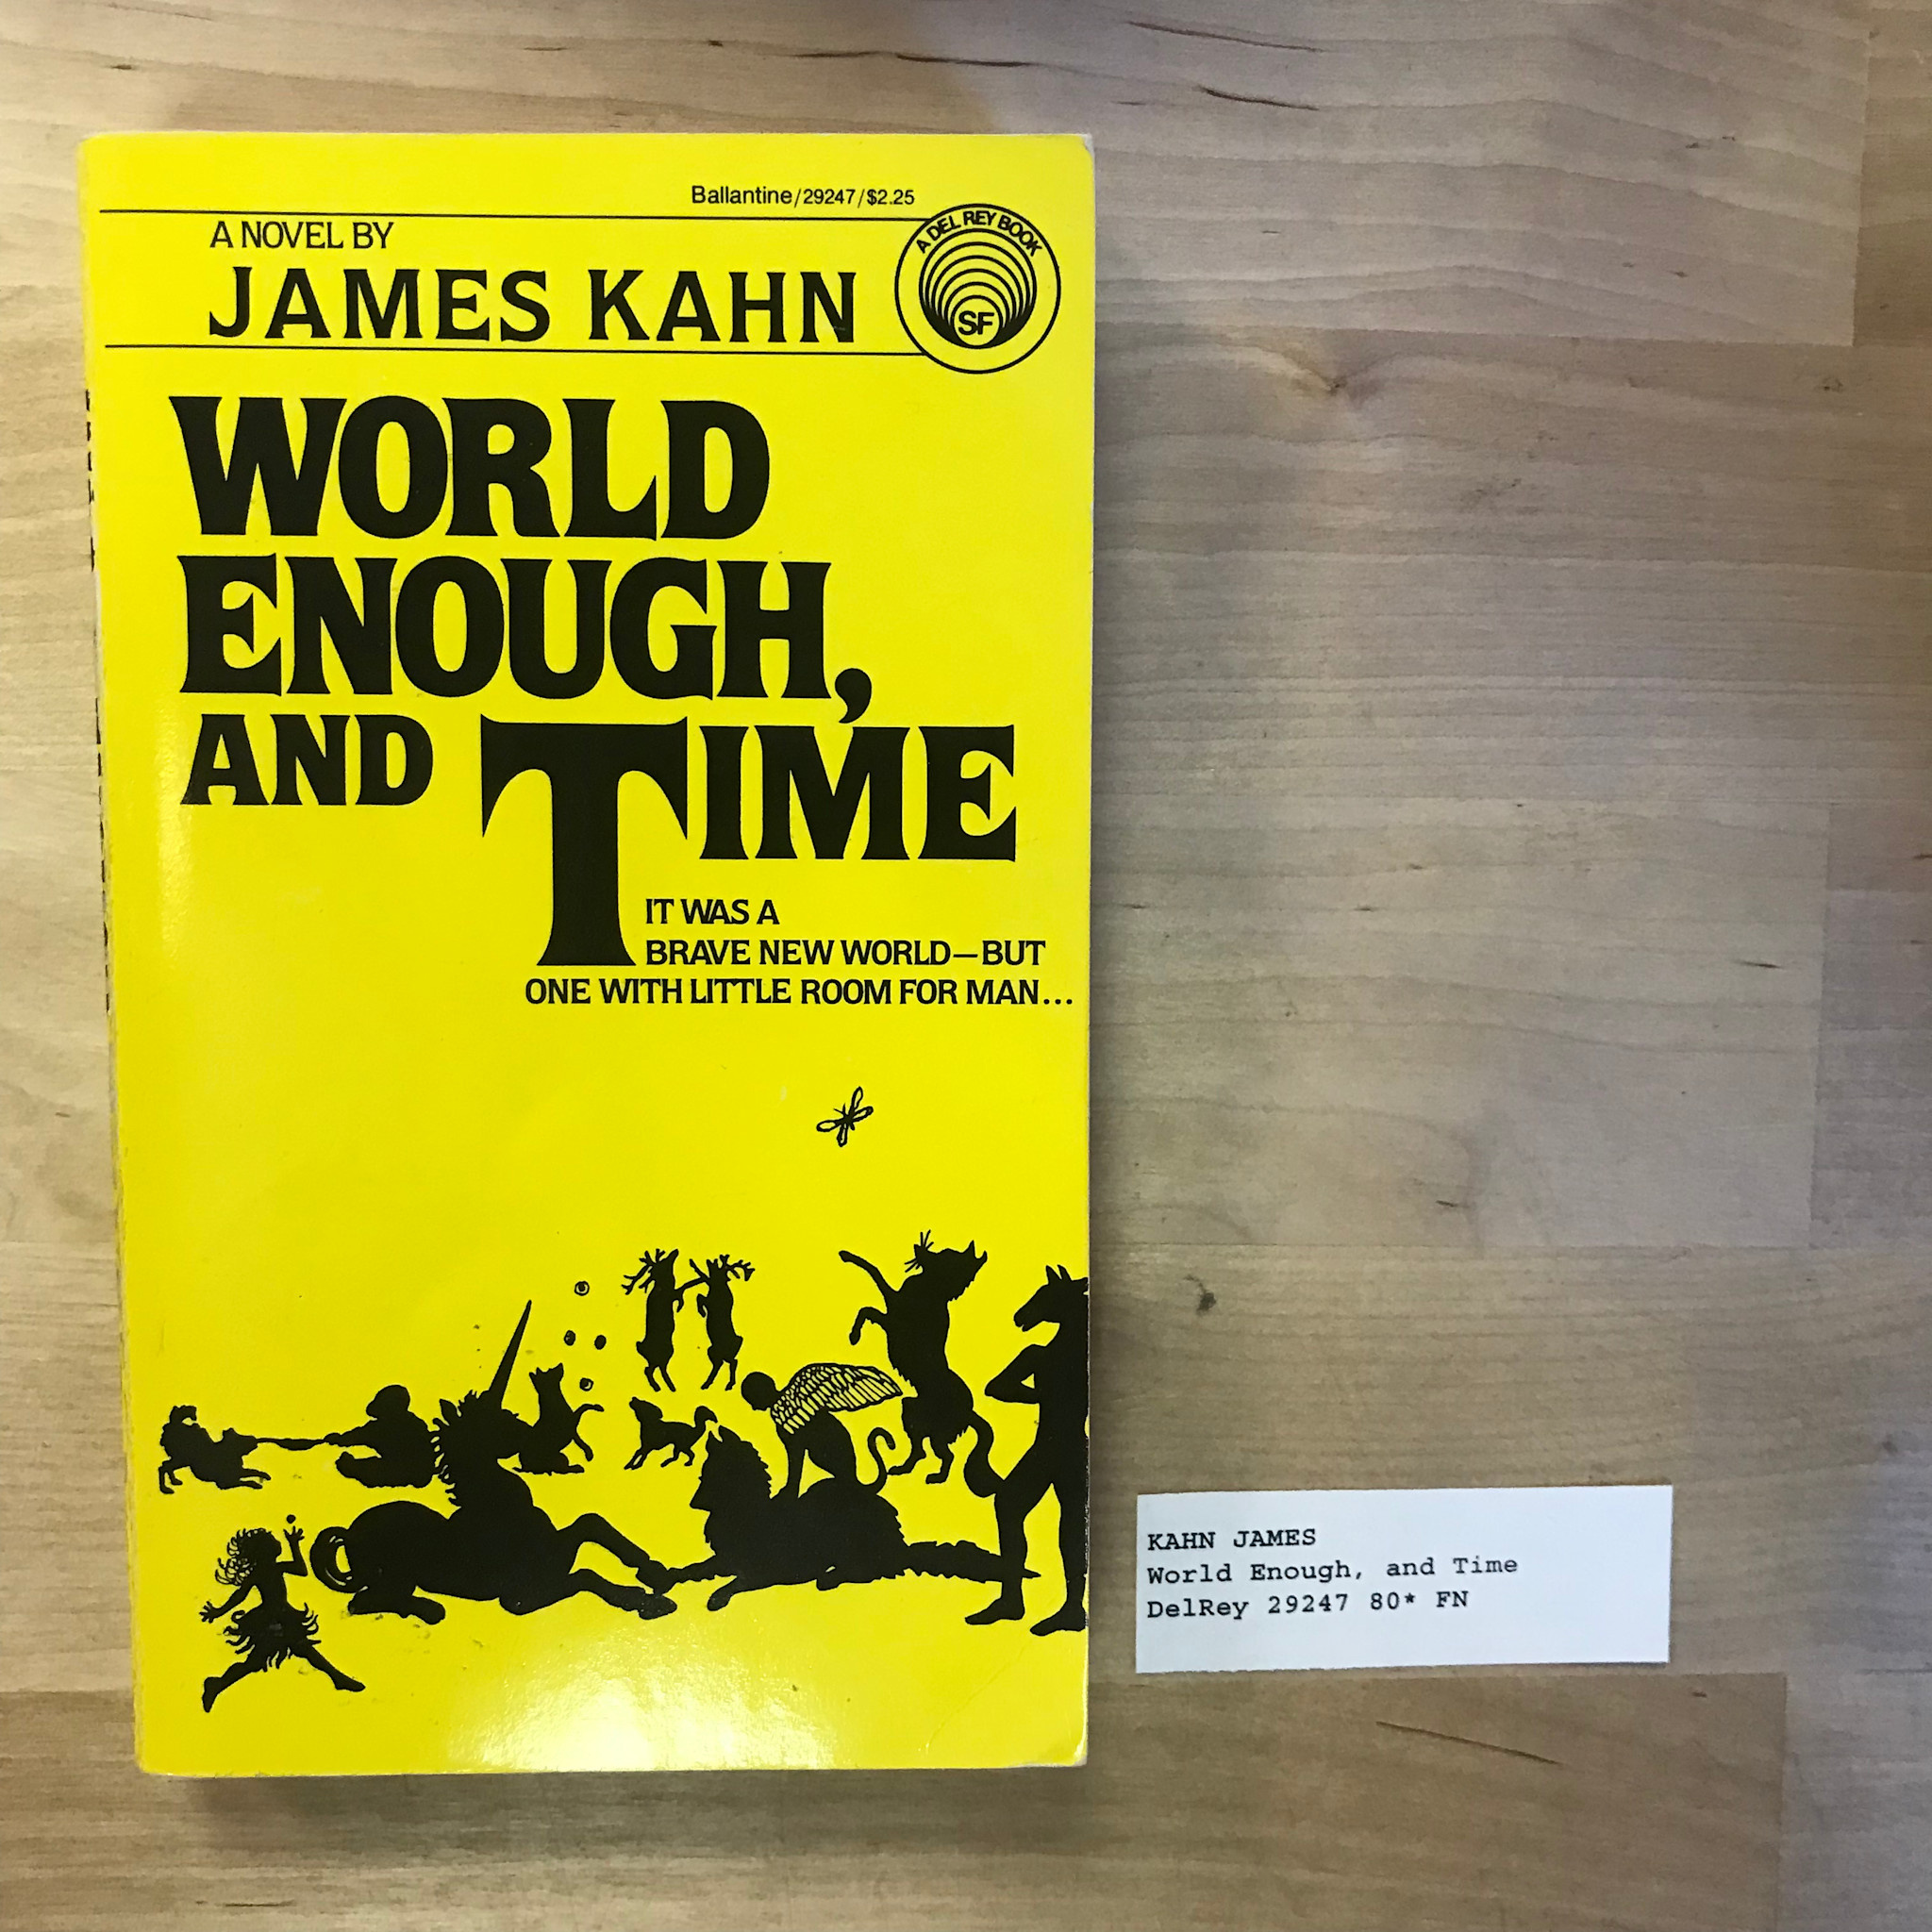 Ballantine/29247/$2.25
A NOVEL BY
JAMES KAHN
A DEL REY BOOK
SF
WORLD
ENOUGH,
AND TIME
IT WAS A
BRAVE NEW WORLD—BUT
ONE WITH LITTLE ROOM FOR MAN...
KAHN JAMES
World Enough, and Time
DelRey 29247 80* FN